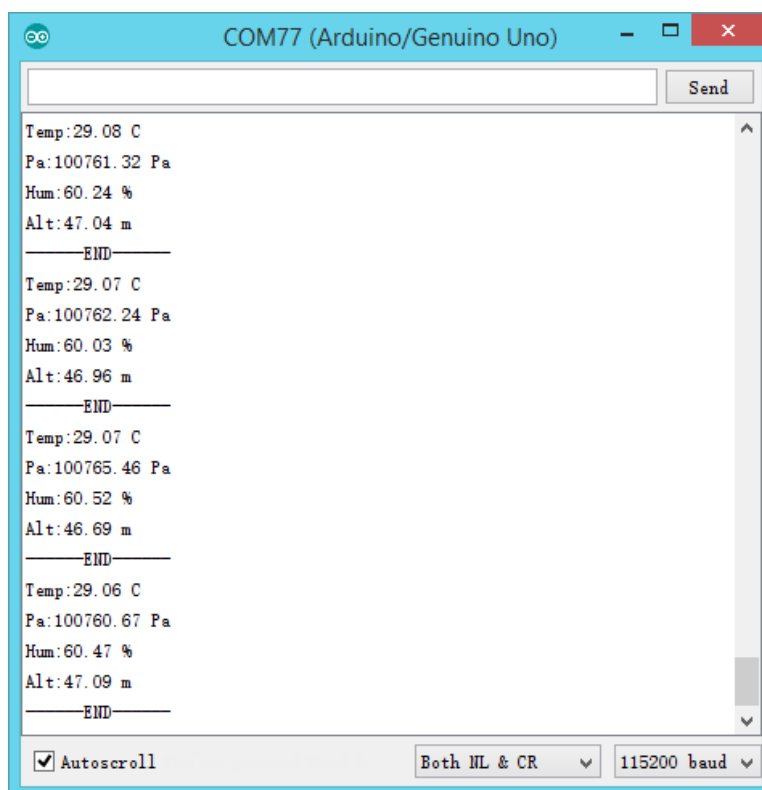 COM77 (Arduino/Genuino Uno)
Send
Temp:29.08 C
Pa:100761.32 Pa
Hum:60.24 %
Alt:47.04 m
------END------
Temp:29.07 C
Pa:100762.24 Pa
Hum:60.03 %
Alt:46.96 m
------END------
Temp:29.07 C
Pa:100765.46 Pa
Hum:60.52 %
Alt:46.69 m
------END------
Temp:29.06 C
Pa:100760.67 Pa
Hum:60.47 %
Alt:47.09 m
------END------
Autoscroll Both NL & CR 115200 baud